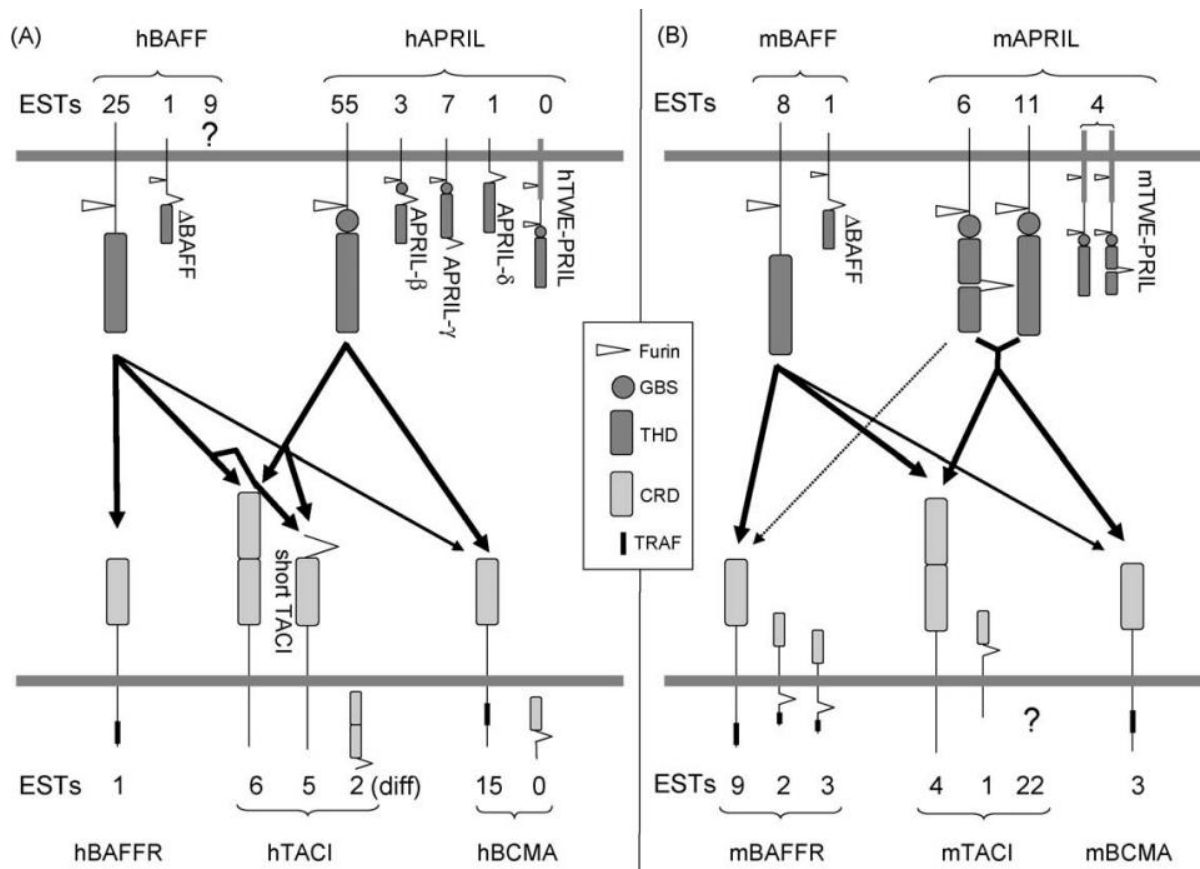 (A) hBAFF hAPRIL
ESTs 25 1 9 55 3 7 1 0
?
ΔBAFF
APRIL-β
APRIL-γ
APRIL-δ
hTWE-PRIL
short TACI
ESTs 1 6 5 2 (diff) 15 0
hBAFFR hTACI hBCMA
Furin
GBS
THD
CRD
TRAF
(B) mBAFF mAPRIL
ESTs 8 1 6 11 4
ΔBAFF
mTWE-PRIL
?
ESTs 9 2 3 4 1 22 3
mBAFFR mTACI mBCMA